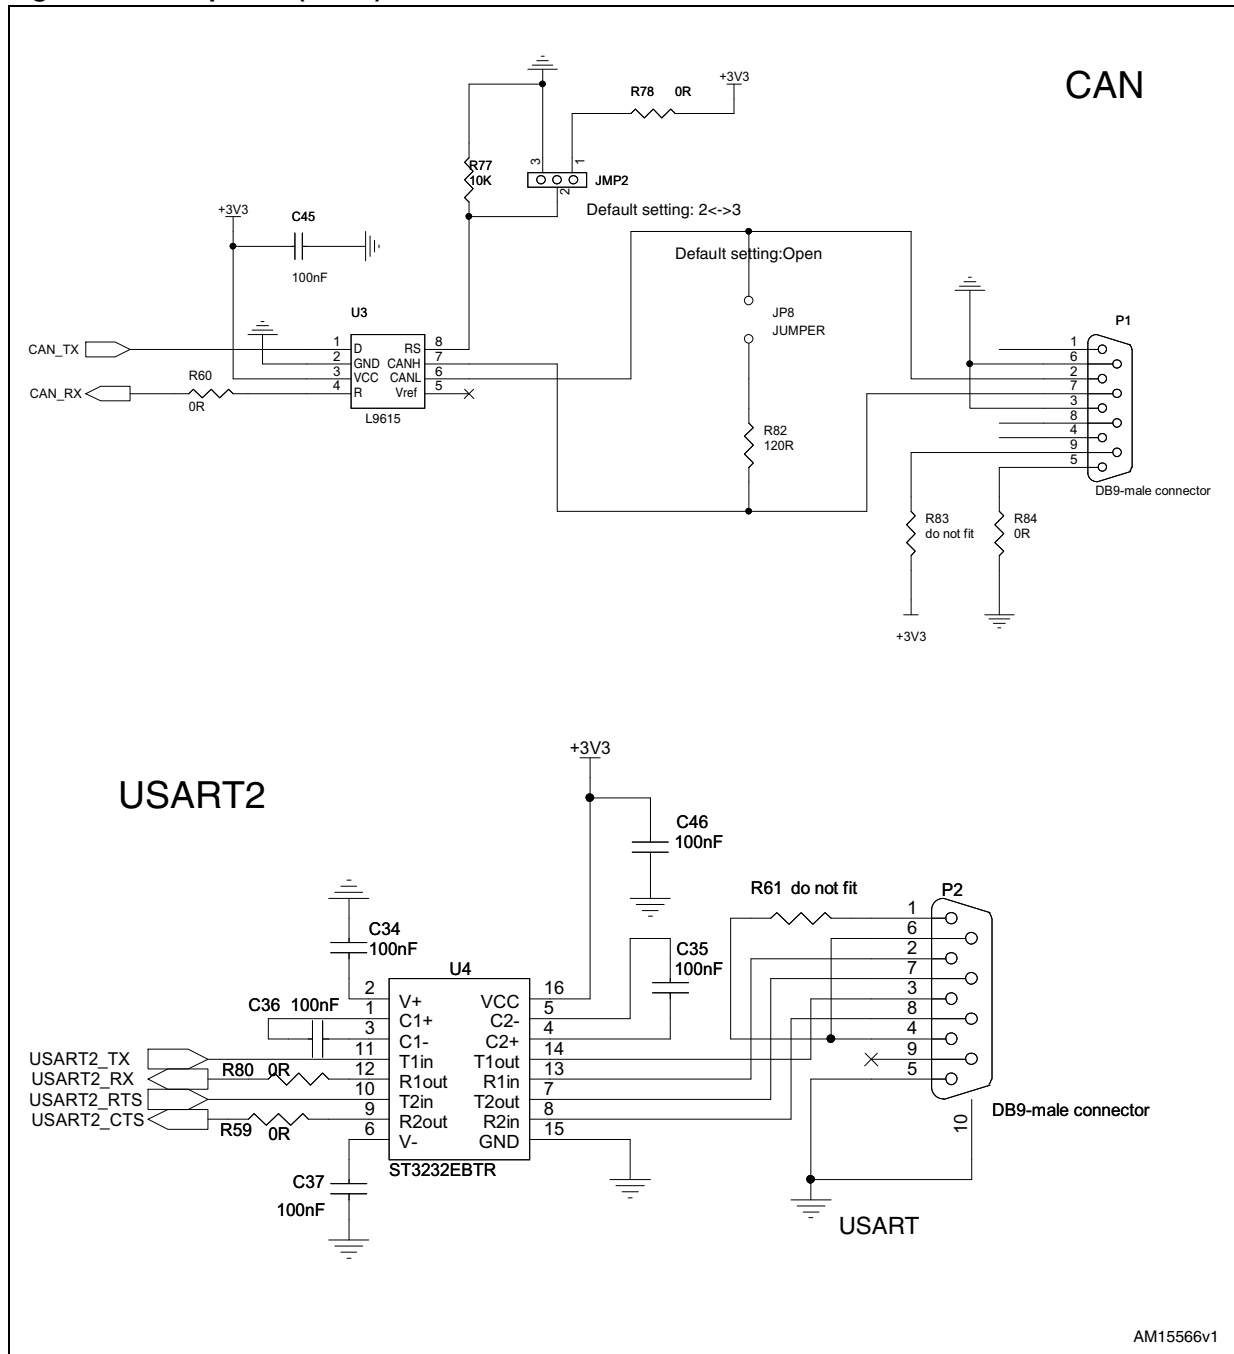 CAN
R78 0R
+3V3
R77
10K
3
1
2
JMP2
Default setting: 2<->3
+3V3
C45
100nF
Default setting:Open
JP8
JUMPER
U3
CAN_TX
1 D
2 GND
3 VCC
4 R
RS 8
CANH 7
CANL 6
Vref 5
L9615
CAN_RX
R60
0R
R82
120R
P1
1
6
2
7
3
8
4
9
5
DB9-male connector
R83
do not fit
R84
0R
+3V3
USART2
+3V3
C46
100nF
R61 do not fit
P2
C34
100nF
C35
100nF
U4
C36 100nF
2 V+
1 C1+
3 C1-
11 T1in
12 R1out
10 T2in
9 R2out
6 V-
VCC 16
C2- 5
C2+ 4
T1out 14
R1in 13
T2out 7
R2in 8
GND 15
ST3232EBTR
USART2_TX
USART2_RX
USART2_RTS
USART2_CTS
R80 0R
R59 0R
C37
100nF
1
6
2
7
3
8
4
9
5
10
DB9-male connector
USART
AM15566v1